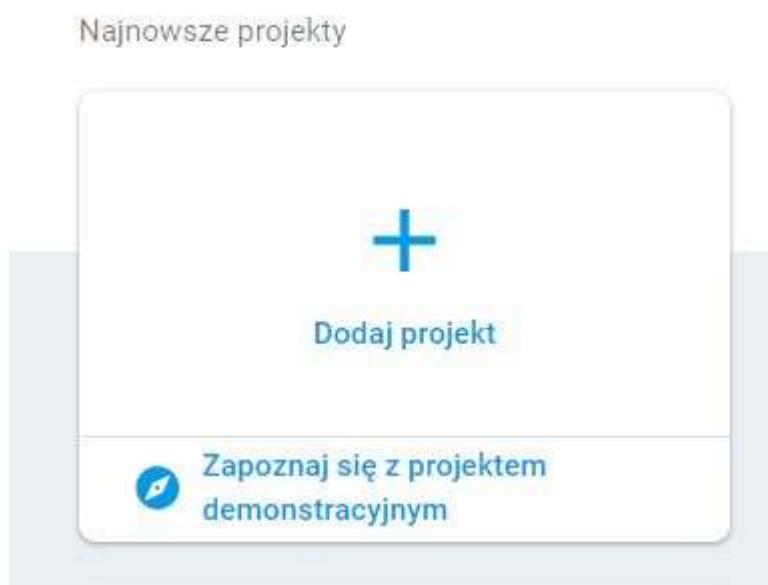 Najnowsze projekty
Dodaj projekt
Zapoznaj się z projektem
demonstracyjnym